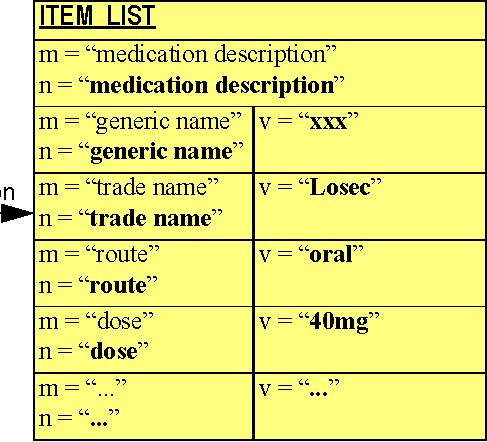 ITEM LIST
m = “medication description”
n = “medication description”
m = “generic name” v = “xxx”
n = “generic name”
m = “trade name” v = “Losec”
on
n = “trade name”
m = “route” v = “oral”
n = “route”
m = “dose” v = “40mg”
n = “dose”
m = “...” v = “...”
n = “...”